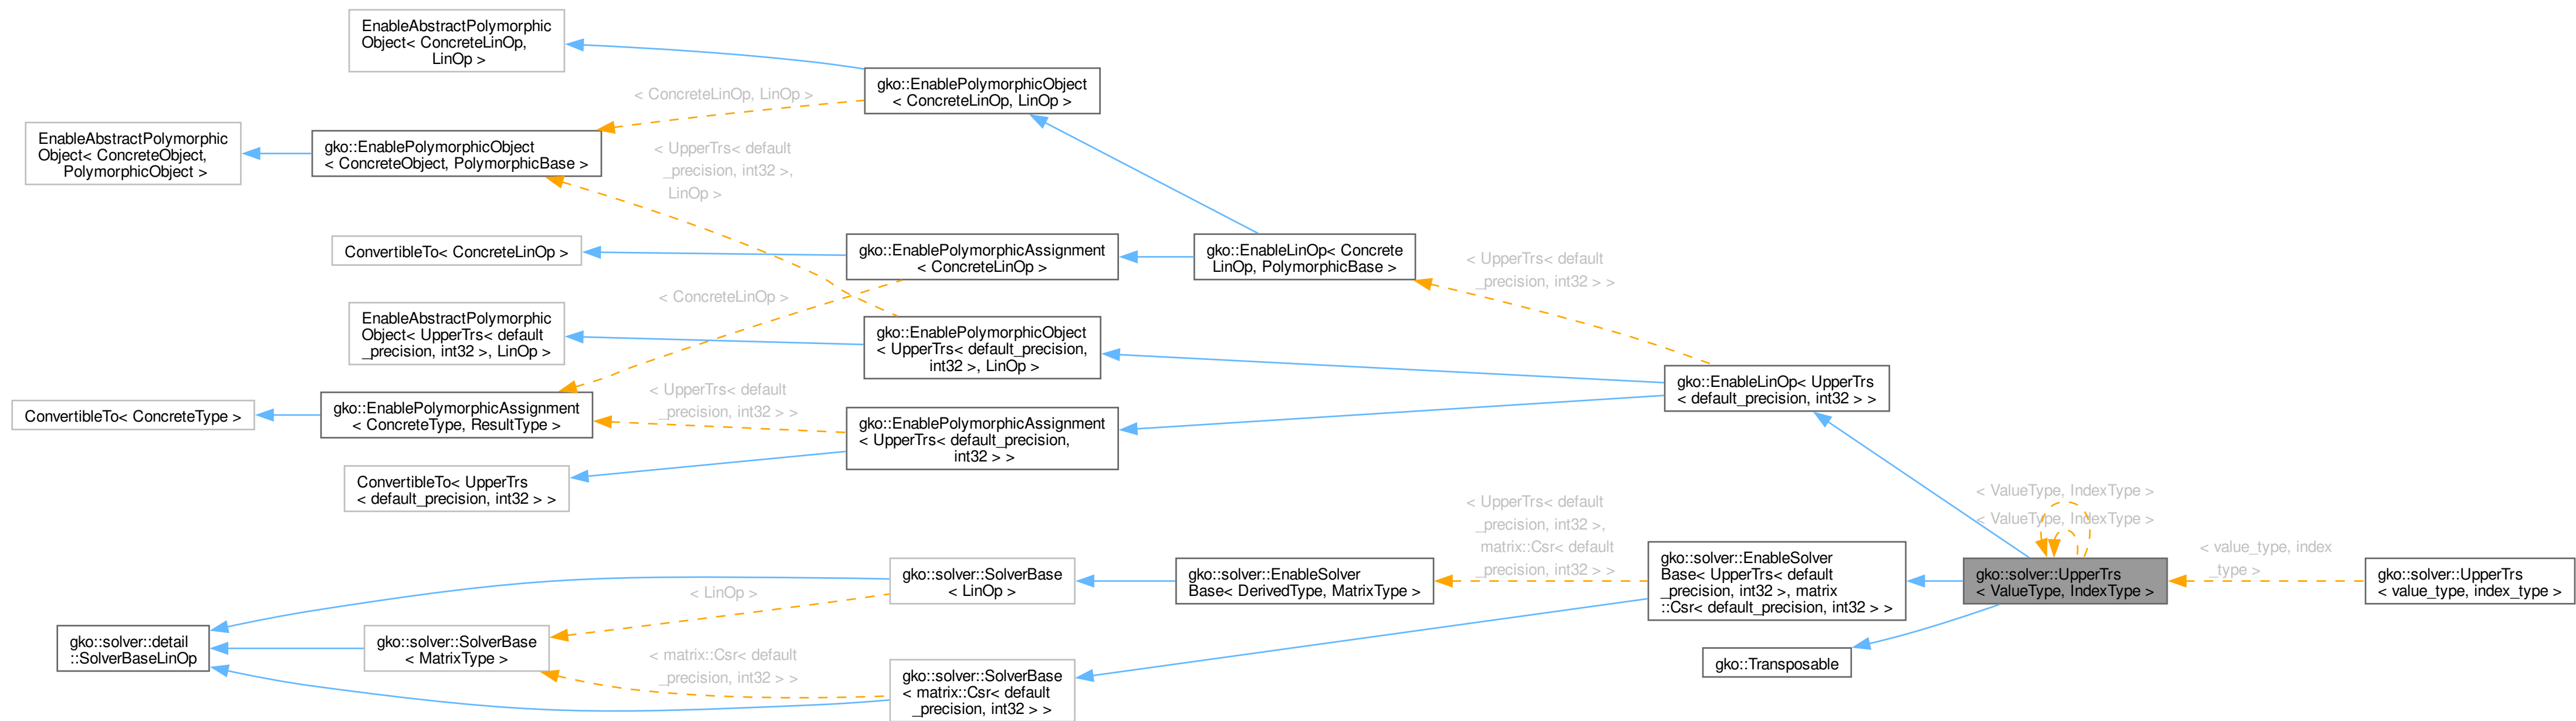 EnableAbstractPolymorphic
Object< ConcreteLinOp,
LinOp >
gko::EnablePolymorphicObject
< ConcreteLinOp, LinOp >
< ConcreteLinOp, LinOp >
EnableAbstractPolymorphic
Object< ConcreteObject,
PolymorphicObject >
gko::EnablePolymorphicObject
< ConcreteObject, PolymorphicBase >
< UpperTrs< default
_precision, int32 >,
LinOp >
ConvertibleTo< ConcreteLinOp >
gko::EnablePolymorphicAssignment
< ConcreteLinOp >
gko::EnableLinOp< Concrete
LinOp, PolymorphicBase >
< UpperTrs< default
_precision, int32 > >
< ConcreteLinOp >
EnableAbstractPolymorphic
Object< UpperTrs< default
_precision, int32 >, LinOp >
gko::EnablePolymorphicObject
< UpperTrs< default_precision,
int32 >, LinOp >
gko::EnableLinOp< UpperTrs
< default_precision, int32 > >
ConvertibleTo< ConcreteType >
gko::EnablePolymorphicAssignment
< ConcreteType, ResultType >
< UpperTrs< default
_precision, int32 > >
gko::EnablePolymorphicAssignment
< UpperTrs< default_precision,
int32 > >
ConvertibleTo< UpperTrs
< default_precision, int32 > >
< ValueType, IndexType >
< ValueType, IndexType >
< UpperTrs< default
_precision, int32 >,
matrix::Csr< default
_precision, int32 > >
gko::solver::SolverBase
< LinOp >
gko::solver::EnableSolver
Base< DerivedType, MatrixType >
gko::solver::EnableSolver
Base< UpperTrs< default
_precision, int32 >, matrix
::Csr< default_precision, int32 > >
gko::solver::UpperTrs
< ValueType, IndexType >
< value_type, index
_type >
gko::solver::UpperTrs
< value_type, index_type >
< LinOp >
gko::solver::detail
::SolverBaseLinOp
gko::solver::SolverBase
< MatrixType >
< matrix::Csr< default
_precision, int32 > >
gko::solver::SolverBase
< matrix::Csr< default
_precision, int32 > >
gko::Transposable